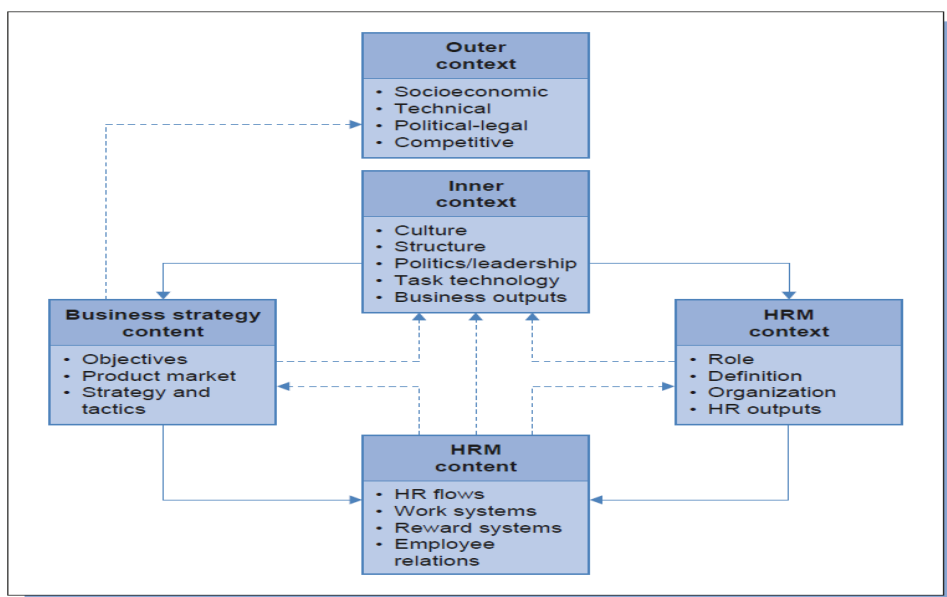 Outer
context
• Socioeconomic
• Technical
• Political-legal
• Competitive
Inner
context
• Culture
• Structure
• Politics/leadership
• Task technology
• Business outputs
Business strategy
content
• Objectives
• Product market
• Strategy and
tactics
HRM
context
• Role
• Definition
• Organization
• HR outputs
HRM
content
• HR flows
• Work systems
• Reward systems
• Employee
relations